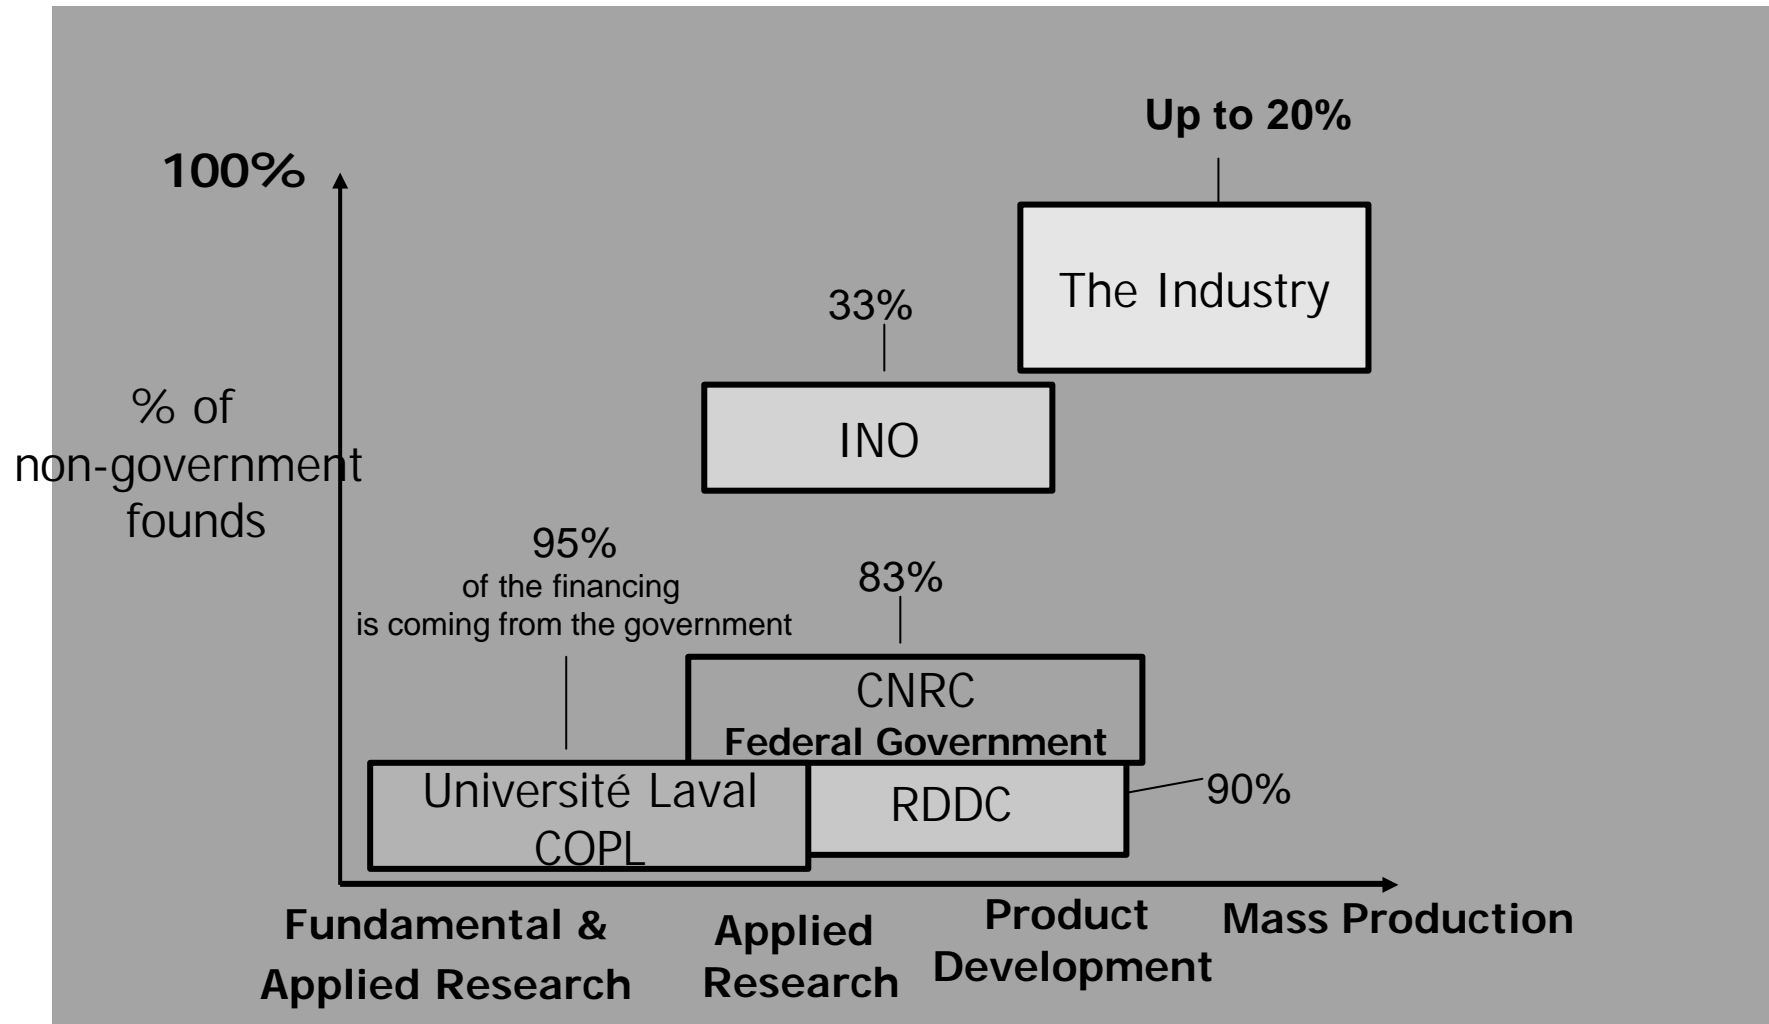 Up to 20%
100%
The Industry
33%
% of
non-government
founds
INO
95%
of the financing
is coming from the government
83%
CNRC
Federal Government
Université Laval
COPL
RDDC
90%
Fundamental &
Applied Research
Applied
Research
Product
Development
Mass Production